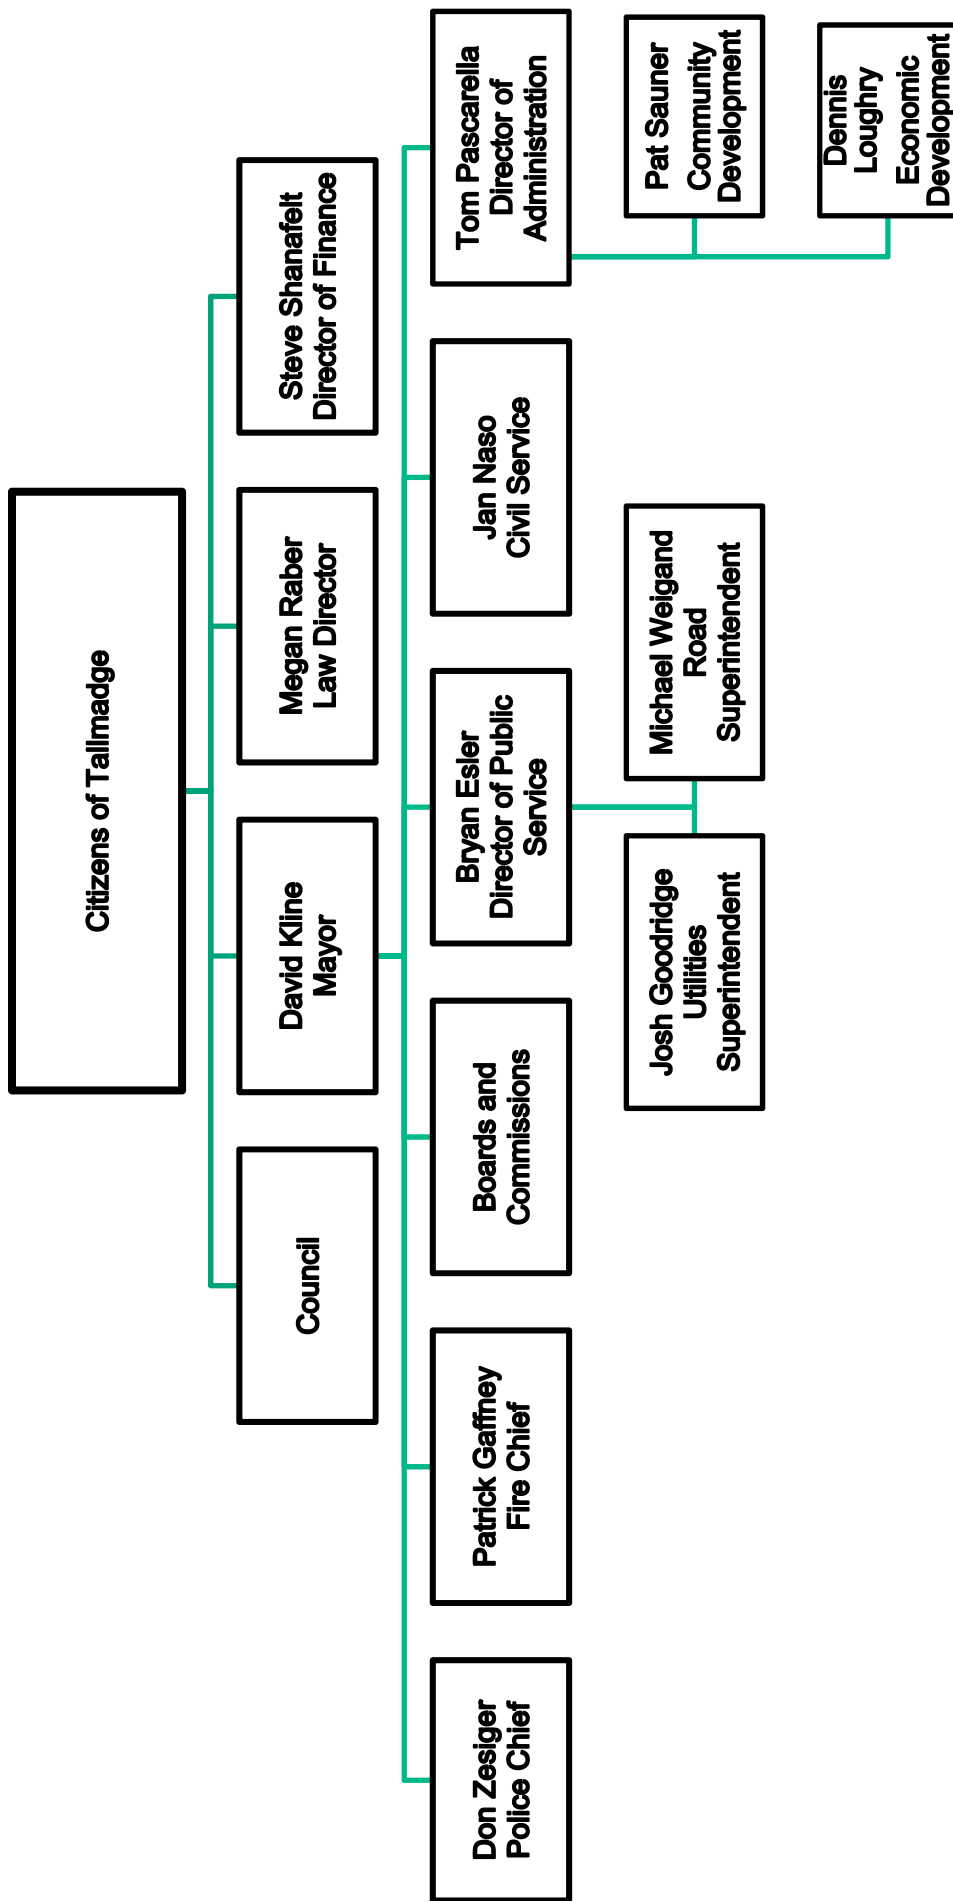 Citizens of Tallmadge
Council
David Kline
Mayor
Megan Raber
Law Director
Steve Shanafelt
Director of Finance
Don Zesiger
Police Chief
Patrick Gaffney
Fire Chief
Boards and
Commissions
Bryan Esler
Director of Public
Service
Jan Naso
Civil Service
Tom Pascarella
Director of
Administration
Josh Goodridge
Utilities
Superintendent
Michael Weigand
Road
Superintendent
Pat Sauner
Community
Development
Dennis
Loughry
Economic
Development